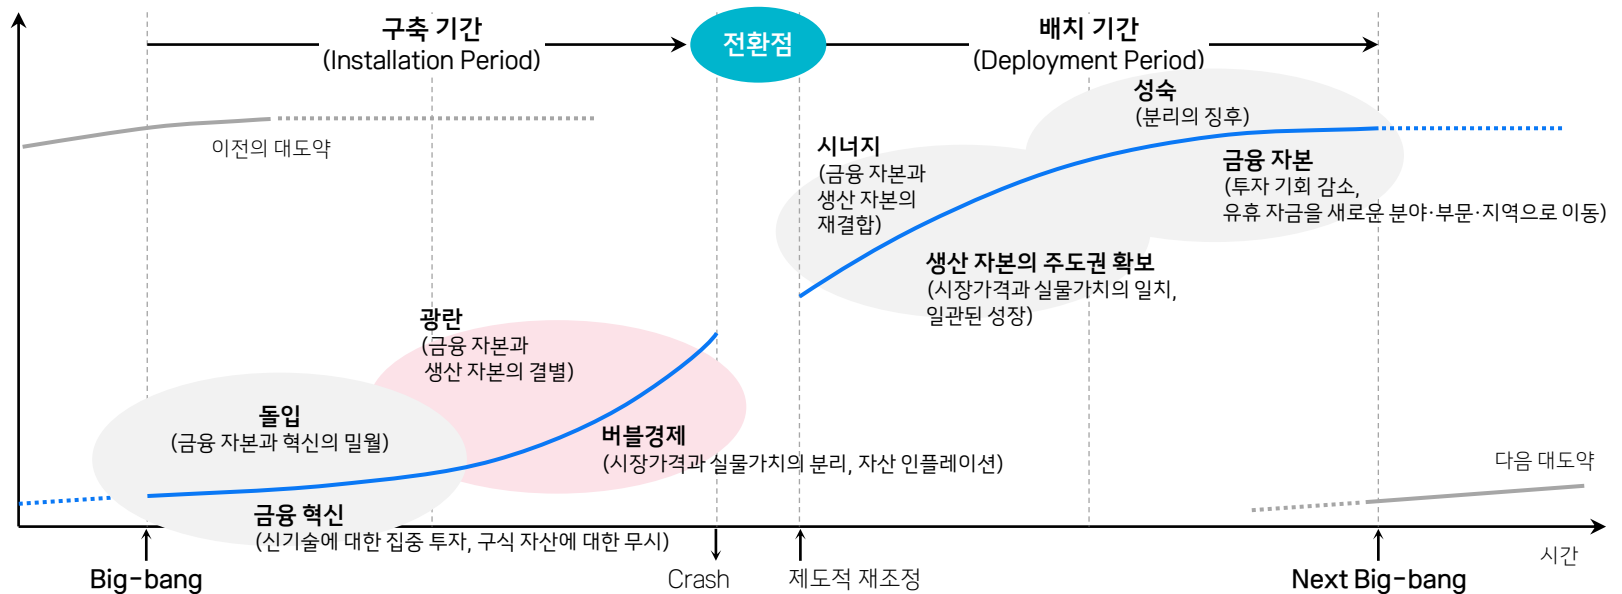 구축 기간
(Installation Period)
전환점
배치 기간
(Deployment Period)
이전의 대도약
성숙
(분리의 징후)
시너지
(금융 자본과
생산 자본의
재결합)
금융 자본
(투자 기회 감소,
유휴 자금을 새로운 분야·부문·지역으로 이동)
생산 자본의 주도권 확보
(시장가격과 실물가치의 일치,
일관된 성장)
광란
(금융 자본과
생산 자본의 결별)
돌입
(금융 자본과 혁신의 밀월)
버블경제
(시장가격과 실물가치의 분리, 자산 인플레이션)
다음 대도약
금융 혁신
(신기술에 대한 집중 투자, 구식 자산에 대한 무시)
시간
Big-bang
Crash
제도적 재조정
Next Big-bang